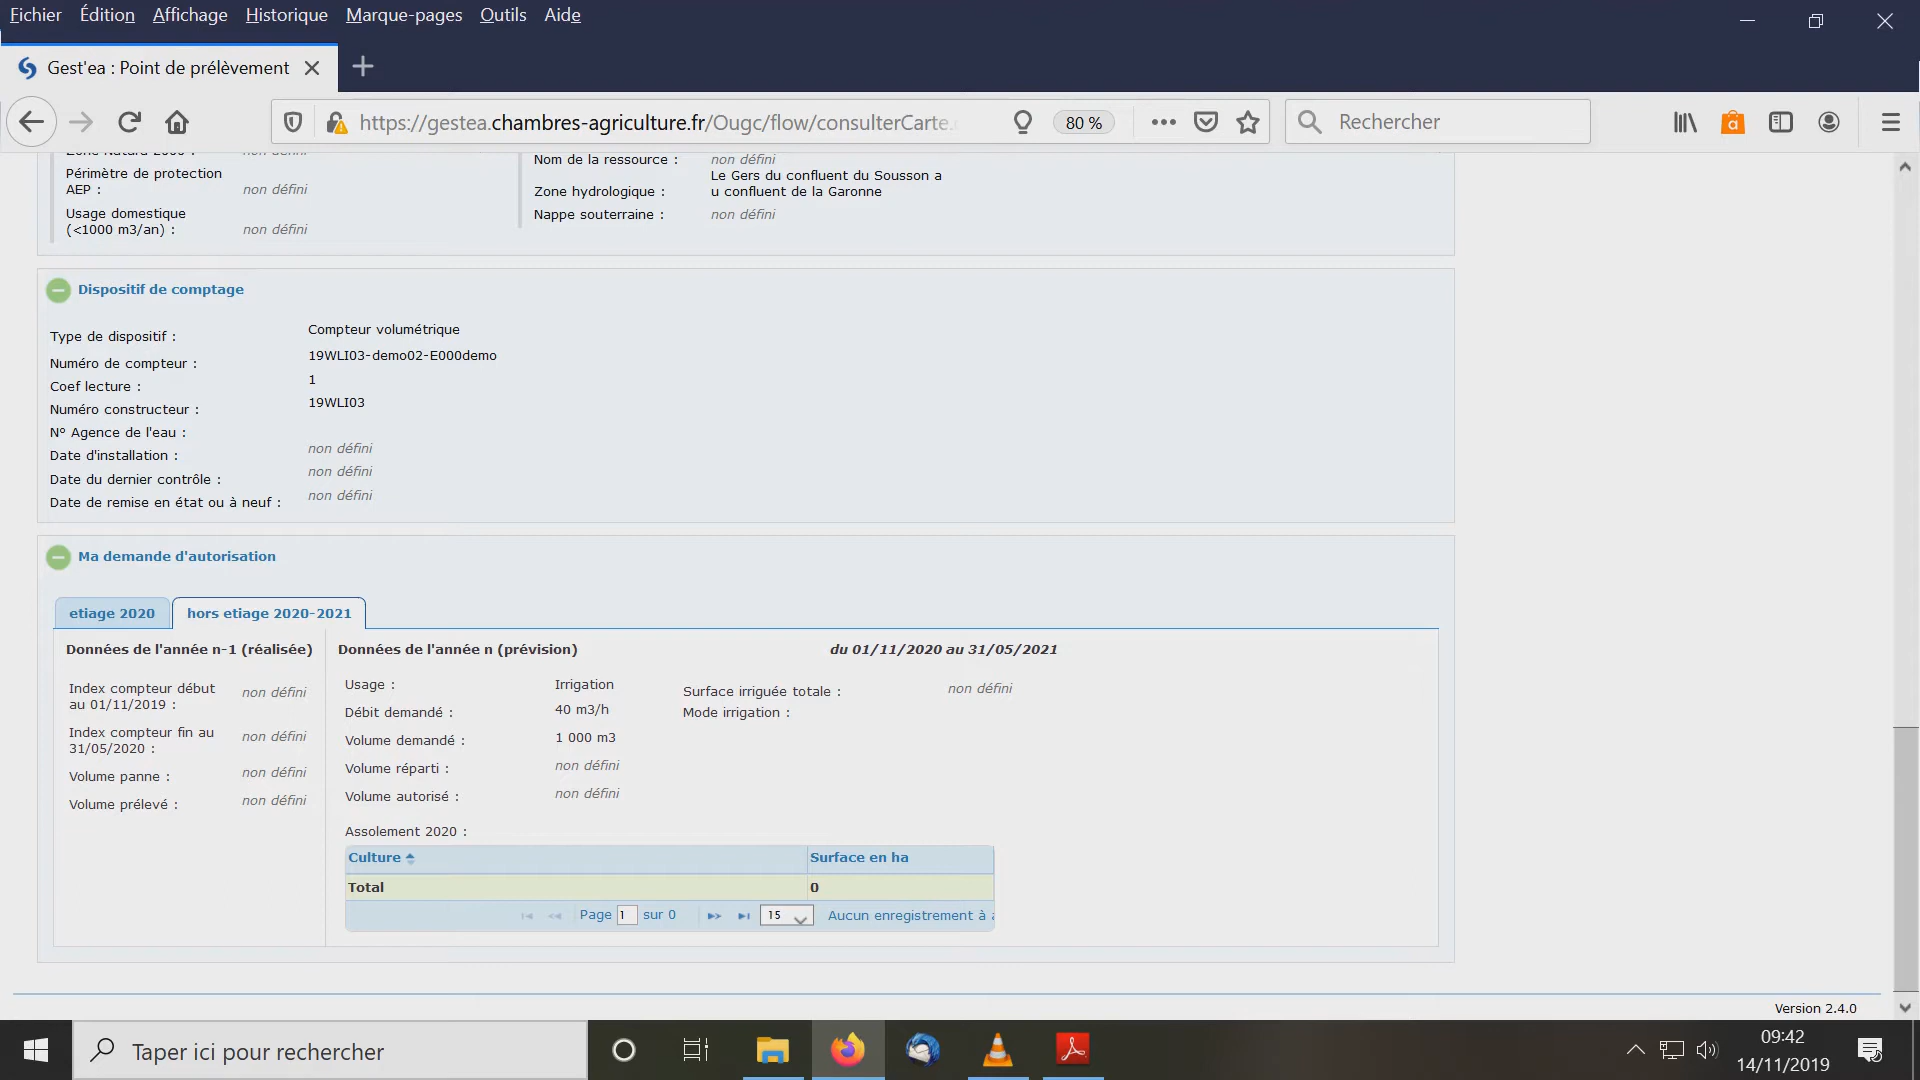 Fichier Édition Affichage Historique Marque-pages Outils Aide
Gest'ea : Point de prélèvement
https://gestea.chambres-agriculture.fr/Ougc/flow/consulterCarte.
80 %
Rechercher
Zone Natura 2000 : non défini
Périmètre de protection
AEP : non défini
Usage domestique
(<1000 m3/an) : non défini
Nom de la ressource : non défini
Zone hydrologique : Le Gers du confluent du Sousson a
u confluent de la Garonne
Nappe souterraine : non défini
Dispositif de comptage
Type de dispositif : Compteur volumétrique
Numéro de compteur : 19WLI03-demo02-E000demo
Coef lecture : 1
Numéro constructeur : 19WLI03
N° Agence de l'eau :
Date d'installation : non défini
Date du dernier contrôle : non défini
Date de remise en état ou à neuf : non défini
Ma demande d'autorisation
etiage 2020
hors etiage 2020-2021
Données de l'année n-1 (réalisée)
Index compteur début
au 01/11/2019 : non défini
Index compteur fin au
31/05/2020 : non défini
Volume panne : non défini
Volume prélevé : non défini
Données de l'année n (prévision) du 01/11/2020 au 31/05/2021
Usage : Irrigation
Débit demandé : 40 m3/h
Volume demandé : 1 000 m3
Volume réparti : non défini
Volume autorisé : non défini
Surface irriguée totale : non défini
Mode irrigation :
Assolement 2020 :
Culture Surface en ha
Total 0
Page 1 sur 0 15 Aucun enregistrement à
Version 2.4.0
Taper ici pour rechercher
09:42
14/11/2019